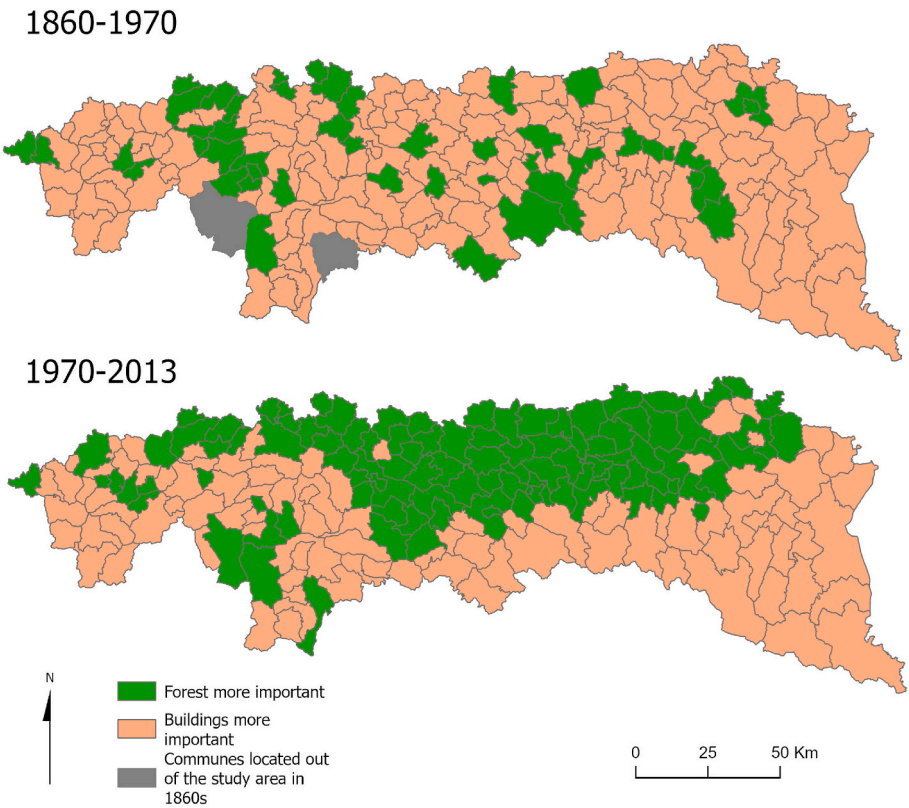 1860-1970
1970-2013
N
Forest more important
Buildings more
important
Communes located out
of the study area in
1860s
0 25 50 Km